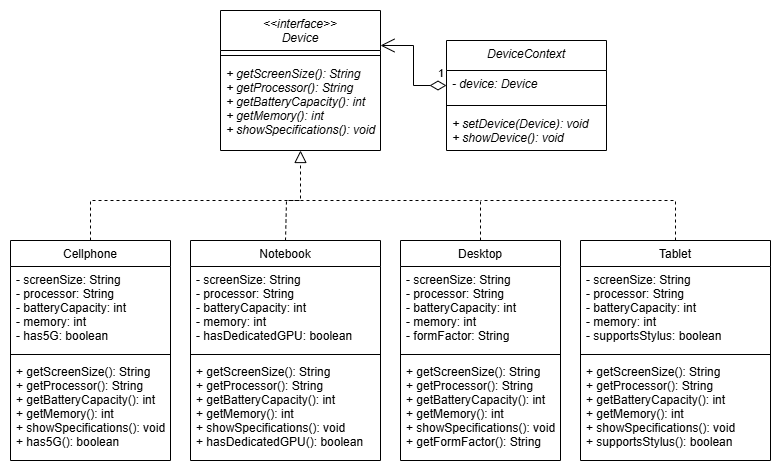 <<interface>>
Device
+ getScreenSize(): String
+ getProcessor(): String
+ getBatteryCapacity(): int
+ getMemory(): int
+ showSpecifications(): void
1
DeviceContext
- device: Device
+ setDevice(Device): void
+ showDevice(): void
Cellphone
- screenSize: String
- processor: String
- batteryCapacity: int
- memory: int
- has5G: boolean
+ getScreenSize(): String
+ getProcessor(): String
+ getBatteryCapacity(): int
+ getMemory(): int
+ showSpecifications(): void
+ has5G(): boolean
Notebook
- screenSize: String
- processor: String
- batteryCapacity: int
- memory: int
- hasDedicatedGPU: boolean
+ getScreenSize(): String
+ getProcessor(): String
+ getBatteryCapacity(): int
+ getMemory(): int
+ showSpecifications(): void
+ hasDedicatedGPU(): boolean
Desktop
- screenSize: String
- processor: String
- batteryCapacity: int
- memory: int
- formFactor: String
+ getScreenSize(): String
+ getProcessor(): String
+ getBatteryCapacity(): int
+ getMemory(): int
+ showSpecifications(): void
+ getFormFactor(): String
Tablet
- screenSize: String
- processor: String
- batteryCapacity: int
- memory: int
- supportsStylus: boolean
+ getScreenSize(): String
+ getProcessor(): String
+ getBatteryCapacity(): int
+ getMemory(): int
+ showSpecifications(): void
+ supportsStylus(): boolean